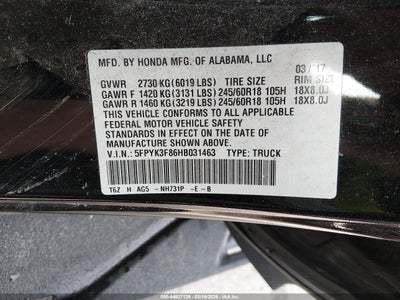 MFD. BY HONDA MFG. OF ALABAMA, LLC
GVWR 2730 KG (6019 LBS) TIRE SIZE 03/17 RIM SIZE
GAWR F 1420 KG (3131 LBS) 245/60R18 105H 18X8.0J
GAWR R 1460 KG (3219 LBS) 245/60R18 105H 18X8.0J
THIS VEHICLE CONFORMS TO ALL APPLICABLE
FEDERAL MOTOR VEHICLE SAFETY
STANDARDS IN EFFECT ON THE DATE OF
MANUFACTURE SHOWN ABOVE.
V.I.N.: 5FPYK3F86HB031463 TYPE: TRUCK
T6Z H AG5 -NH731P -E-B